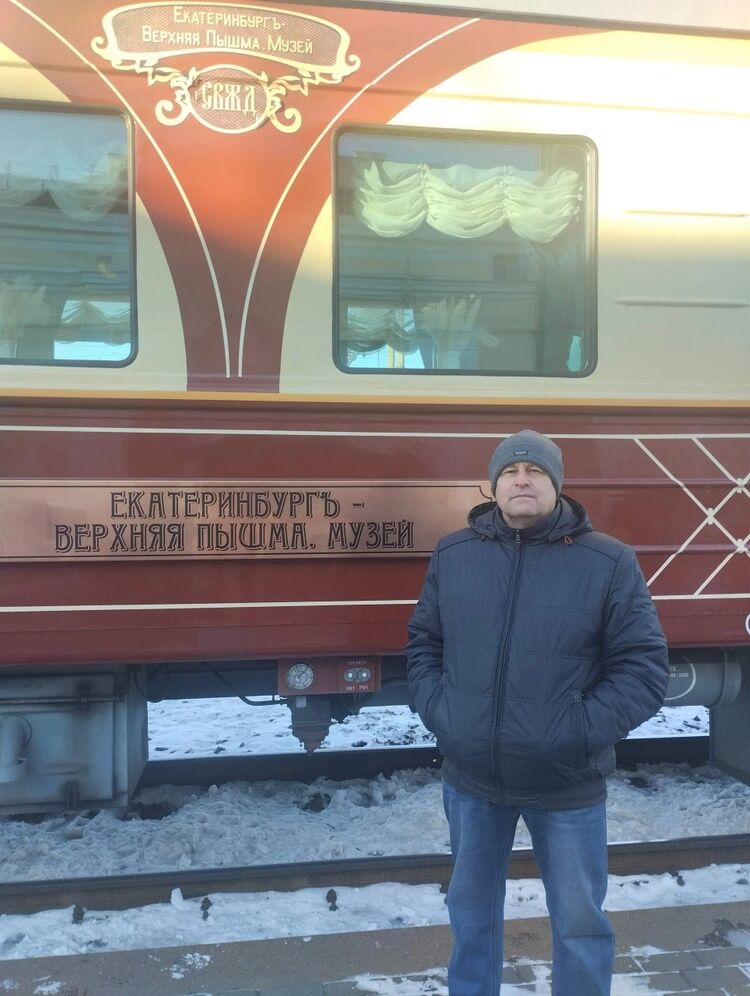 Екатеринбургъ-
Верхняя Пышма. Музей
СВЖД
Екатеринбургъ -
Верхняя Пышма. Музей